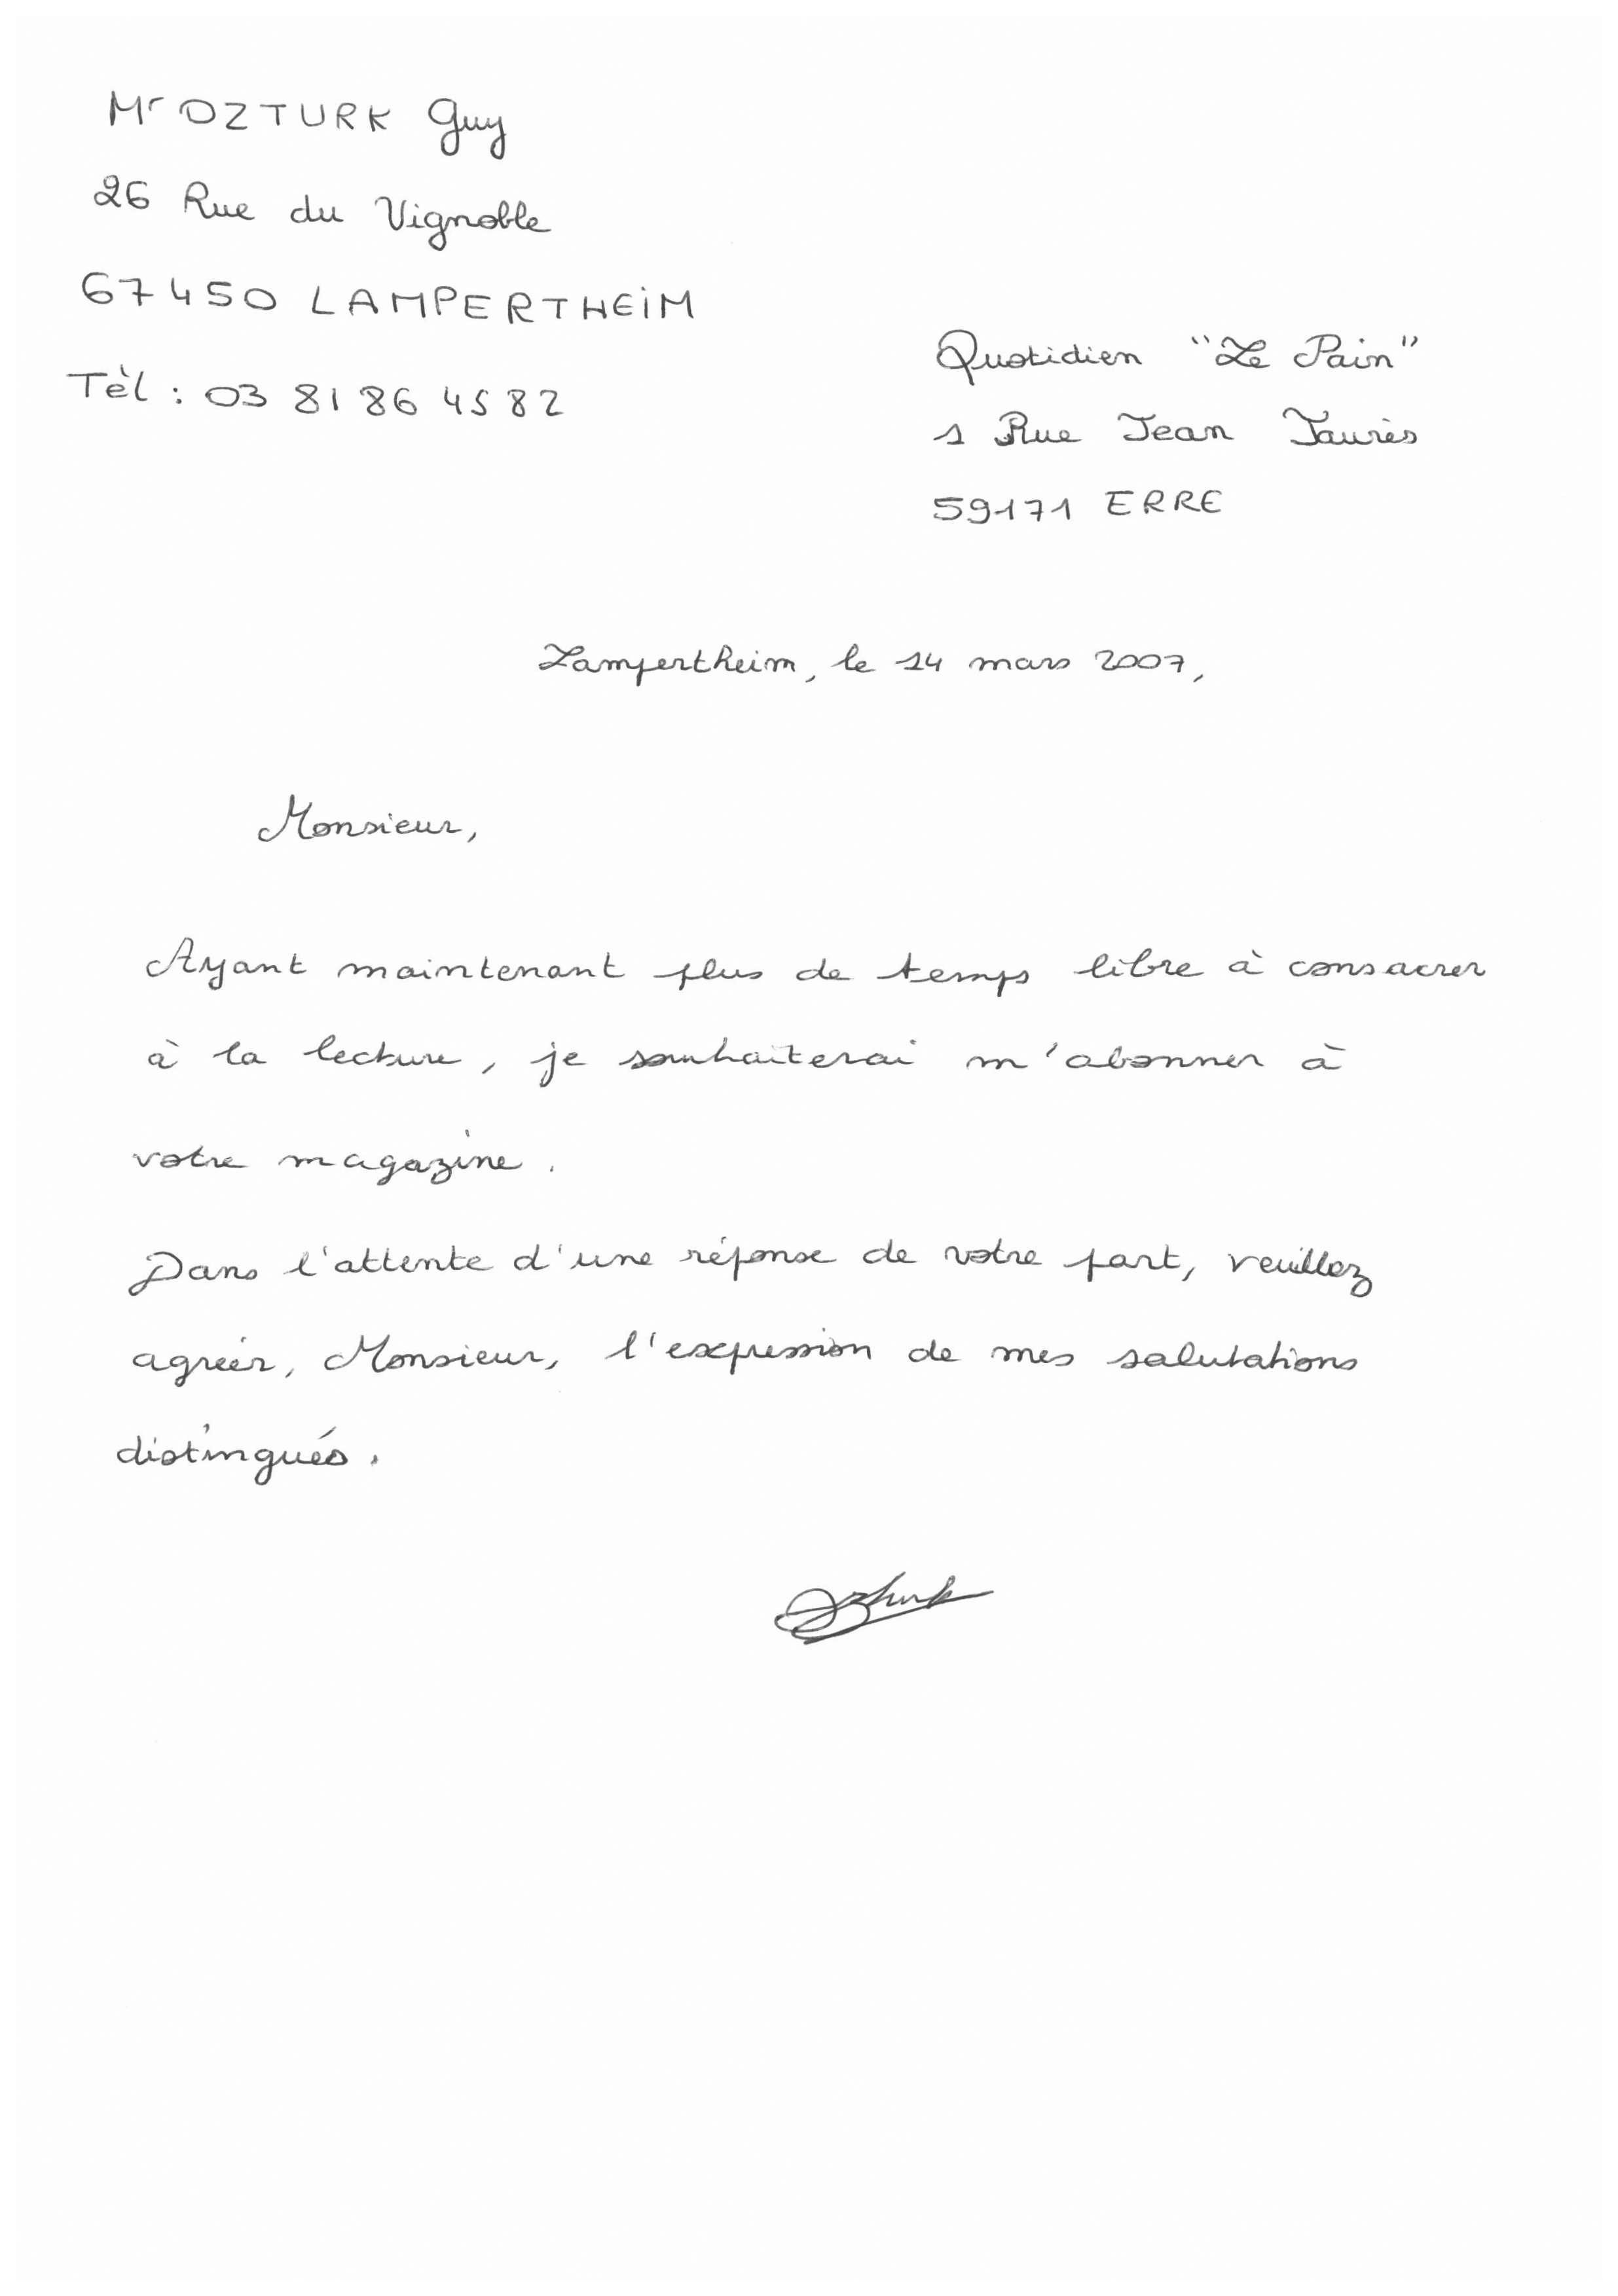 Mr OZTURK Guy
26 Rue du Vignoble
67450 LAMPERTHEIM
Tèl : 03 81 86 45 82
Quotidien "Le Pain"
1 Rue Jean Jaurès
59171 ERRE
Lampertheim, le 14 mars 2007,
Monsieur,
Ayant maintenant plus de temps libre à consacrer
à la lecture, je souhaiterai m'abonner à
votre magazine.
Dans l'attente d'une réponse de votre part, veuillez
agréer, Monsieur, l'expression de mes salutations
distingués.
Ozturk